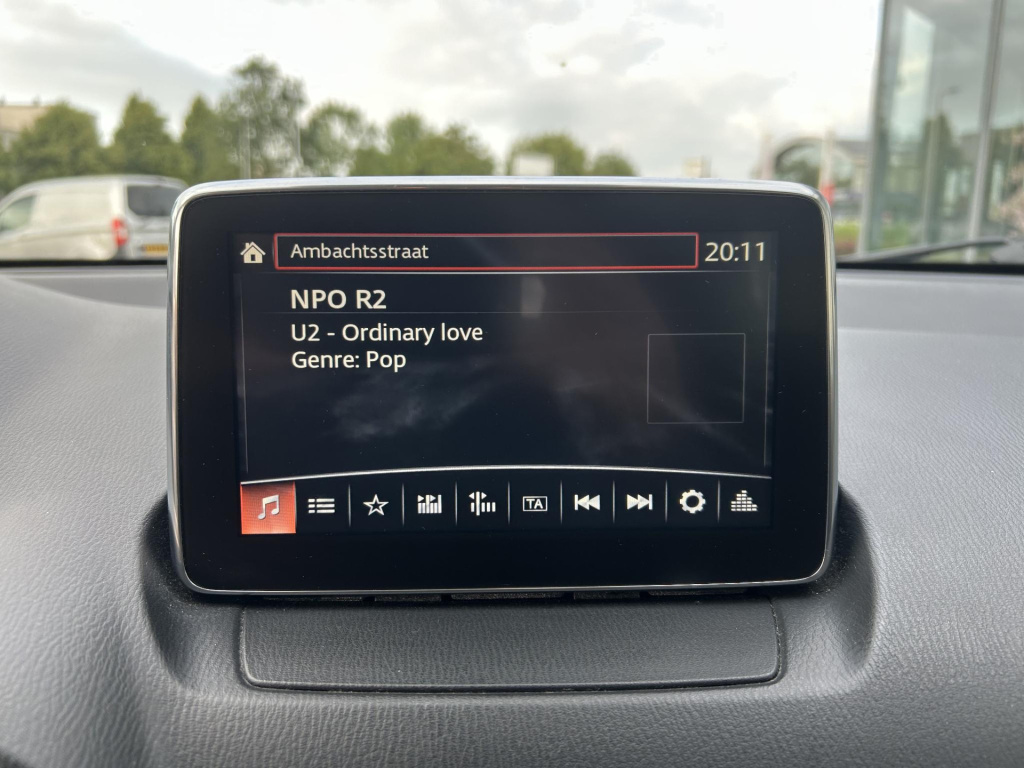 Ambachtsstraat 20:11
NPO R2
U2 - Ordinary love
Genre: Pop
TA